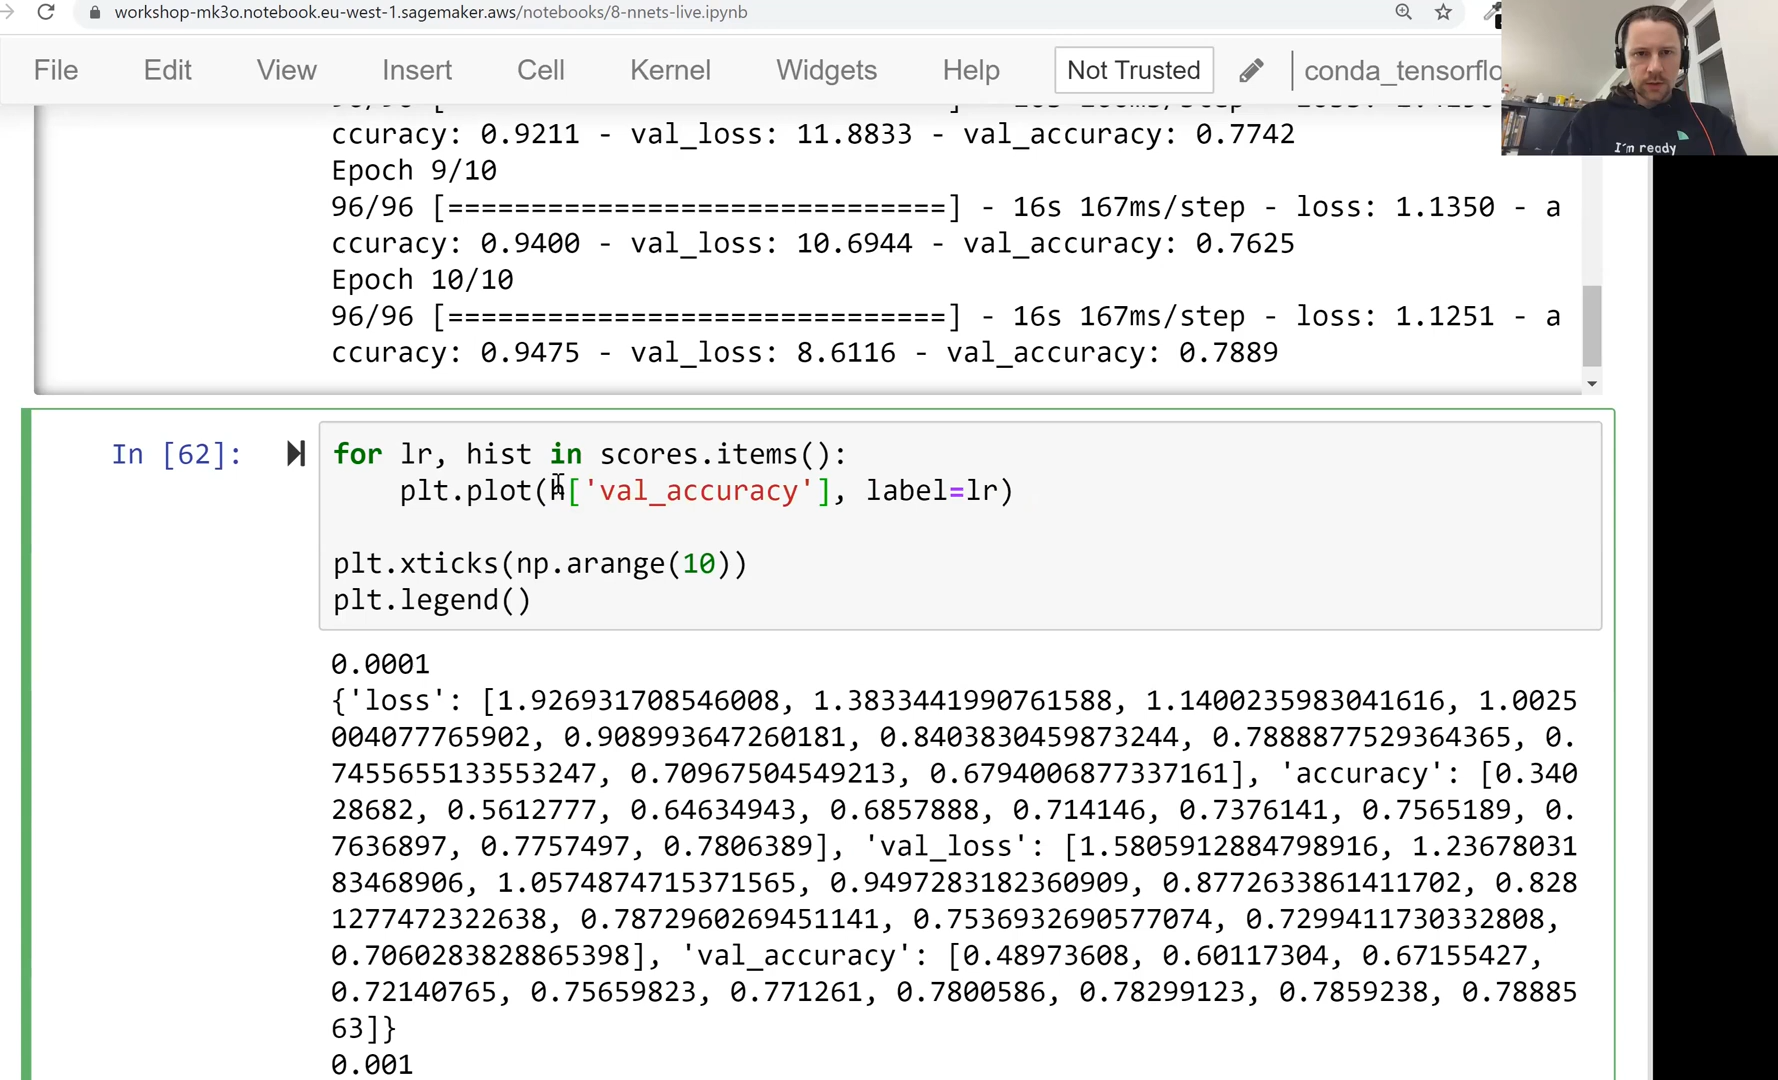 workshop-mk3o.notebook.eu-west-1.sagemaker.aws/notebooks/8-nnets-live.ipynb
File Edit View Insert Cell Kernel Widgets Help Not Trusted conda_tensorflo
ccuracy: 0.9211 - val_loss: 11.8833 - val_accuracy: 0.7742
Epoch 9/10
96/96 [==============================] - 16s 167ms/step - loss: 1.1350 - a
ccuracy: 0.9400 - val_loss: 10.6944 - val_accuracy: 0.7625
Epoch 10/10
96/96 [==============================] - 16s 167ms/step - loss: 1.1251 - a
ccuracy: 0.9475 - val_loss: 8.6116 - val_accuracy: 0.7889
I'm ready
In [62]:
for lr, hist in scores.items():
    plt.plot(h['val_accuracy'], label=lr)
plt.xticks(np.arange(10))
plt.legend()
0.0001
{'loss': [1.926931708546008, 1.3833441990761588, 1.1400235983041616, 1.0025
004077765902, 0.908993647260181, 0.8403830459873244, 0.7888877529364365, 0.
7455655133553247, 0.70967504549213, 0.6794006877337161], 'accuracy': [0.340
28682, 0.5612777, 0.64634943, 0.6857888, 0.714146, 0.7376141, 0.7565189, 0.
7636897, 0.7757497, 0.7806389], 'val_loss': [1.5805912884798916, 1.23678031
83468906, 1.0574874715371565, 0.9497283182360909, 0.8772633861411702, 0.828
1277472322638, 0.7872960269451141, 0.7536932690577074, 0.7299411730332808,
0.7060283828865398], 'val_accuracy': [0.48973608, 0.60117304, 0.67155427,
0.72140765, 0.75659823, 0.771261, 0.7800586, 0.78299123, 0.7859238, 0.78885
63]}
0.001